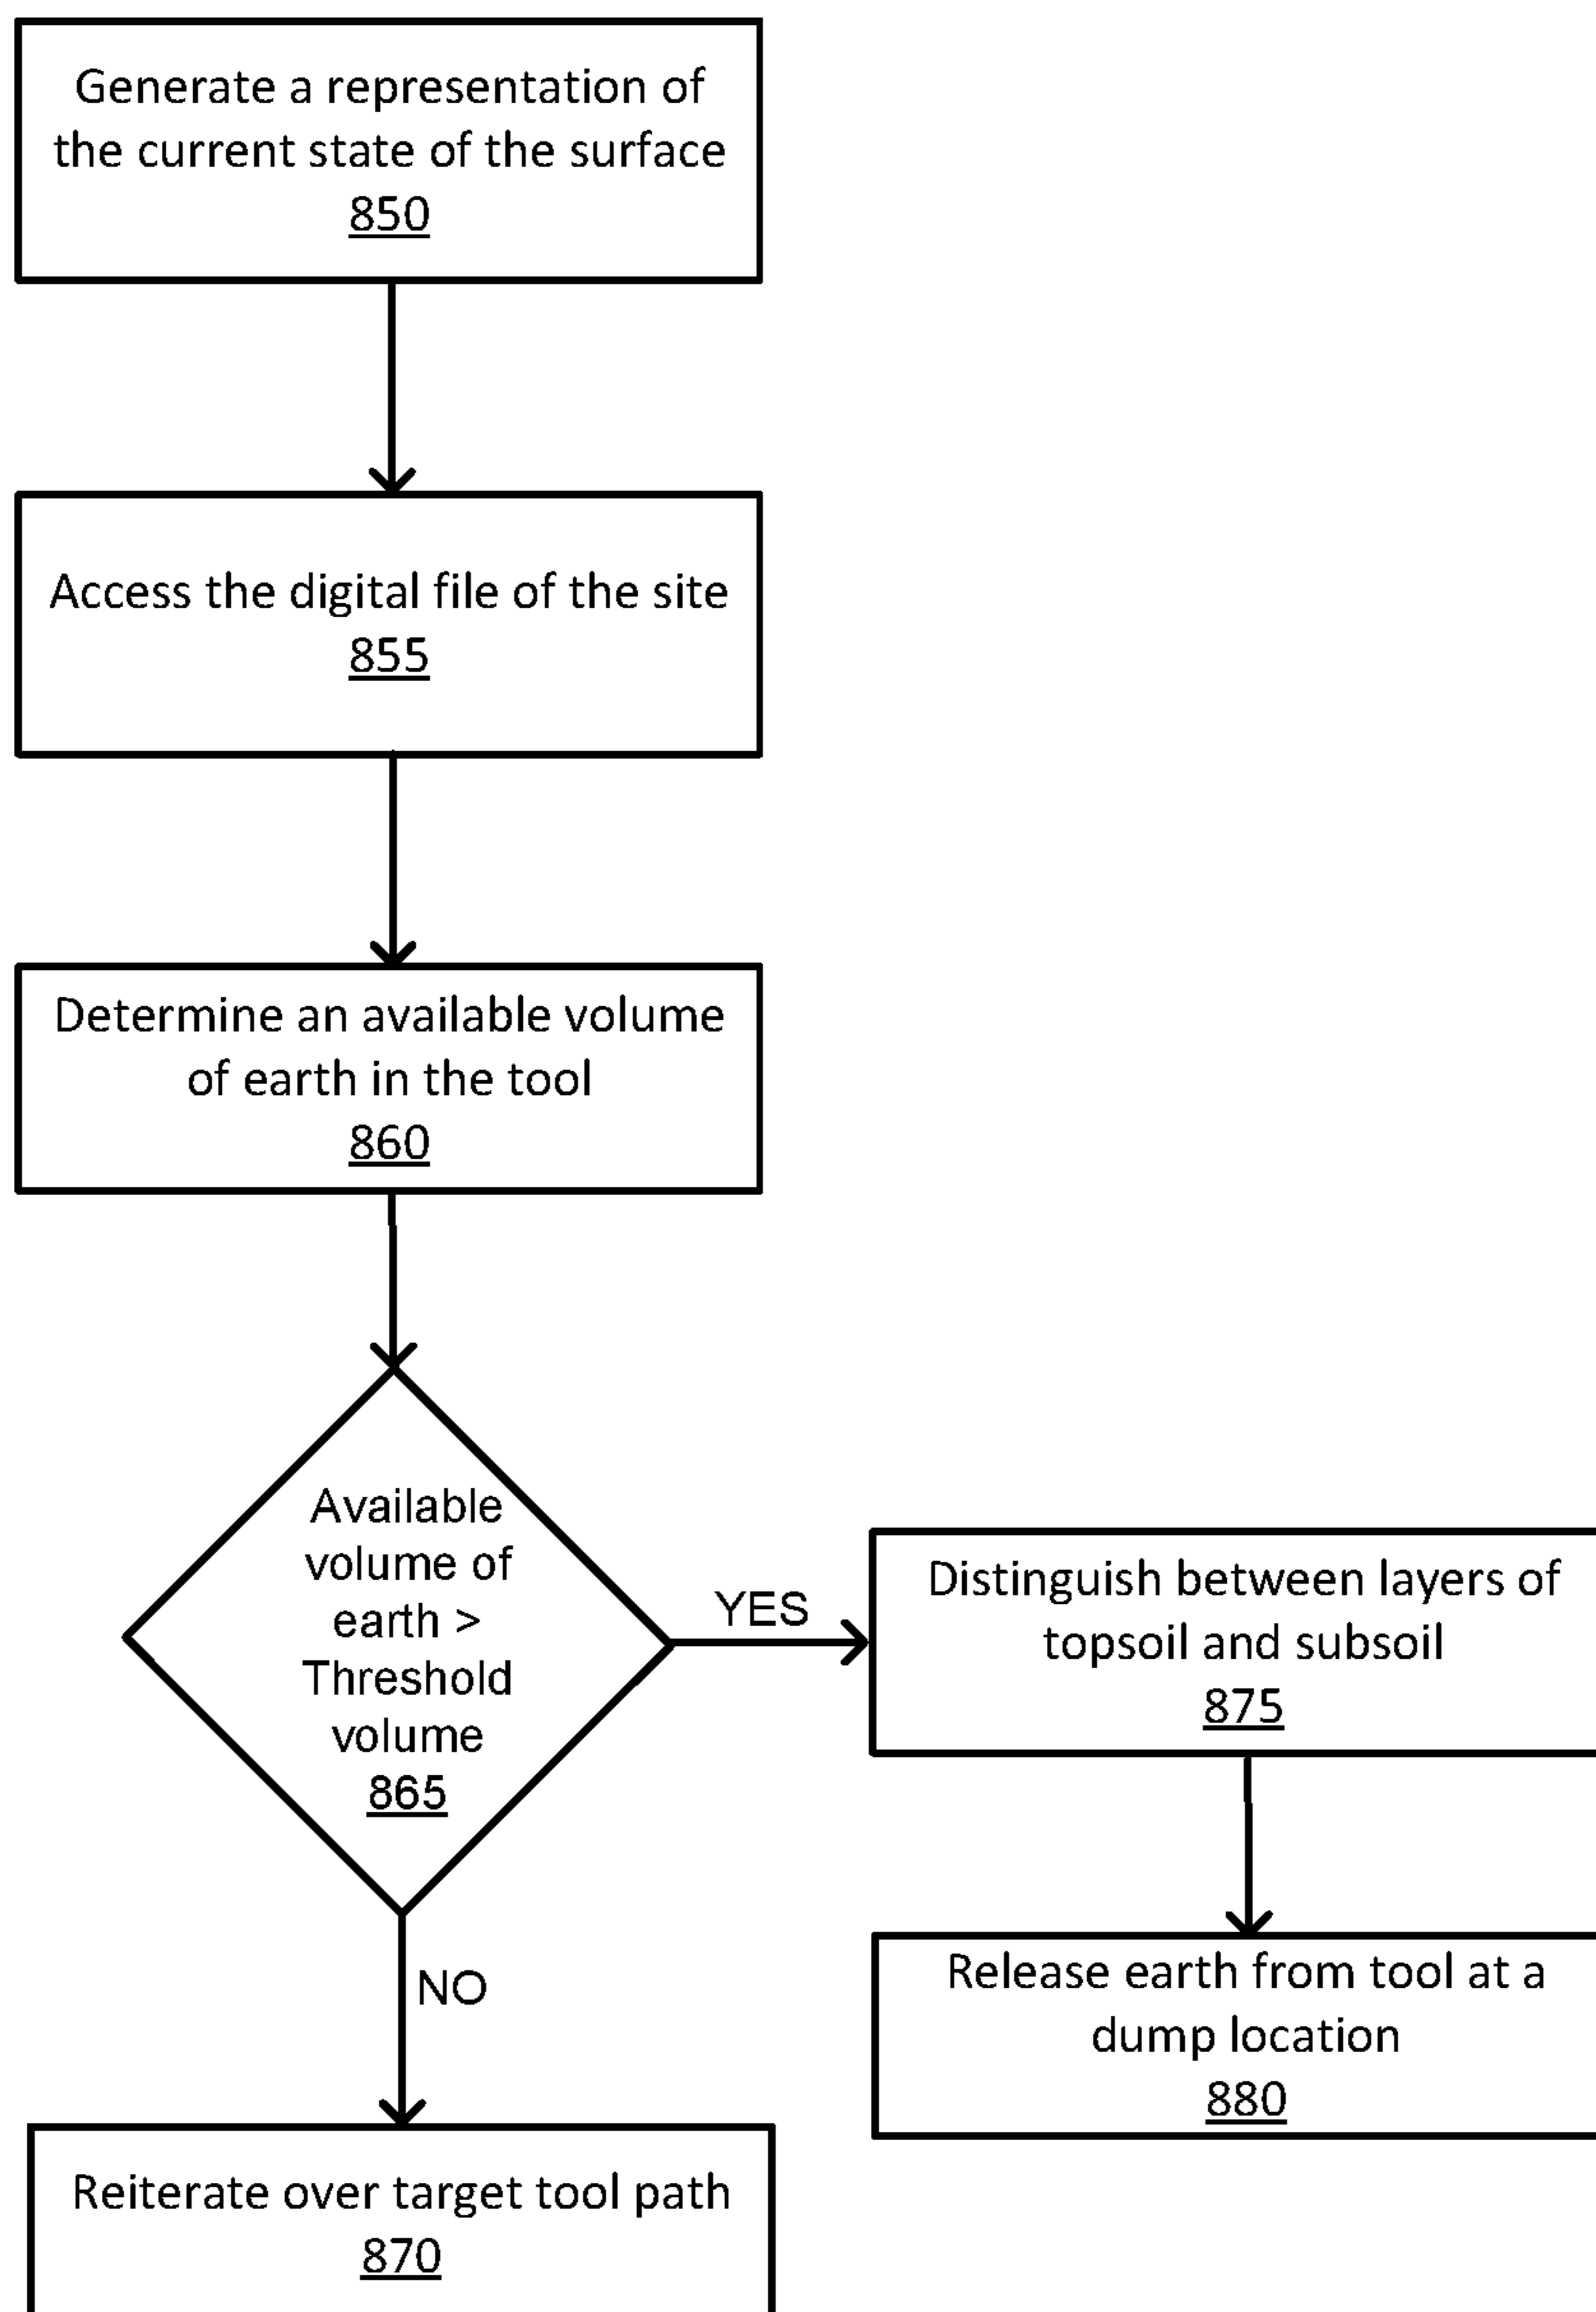 Generate a representation of
the current state of the surface
850
Access the digital file of the site
855
Determine an available volume
of earth in the tool
860
Available
volume of
earth >
Threshold
volume
865
YES
Distinguish between layers of
topsoil and subsoil
875
Release earth from tool at a
dump location
880
NO
Reiterate over target tool path
870